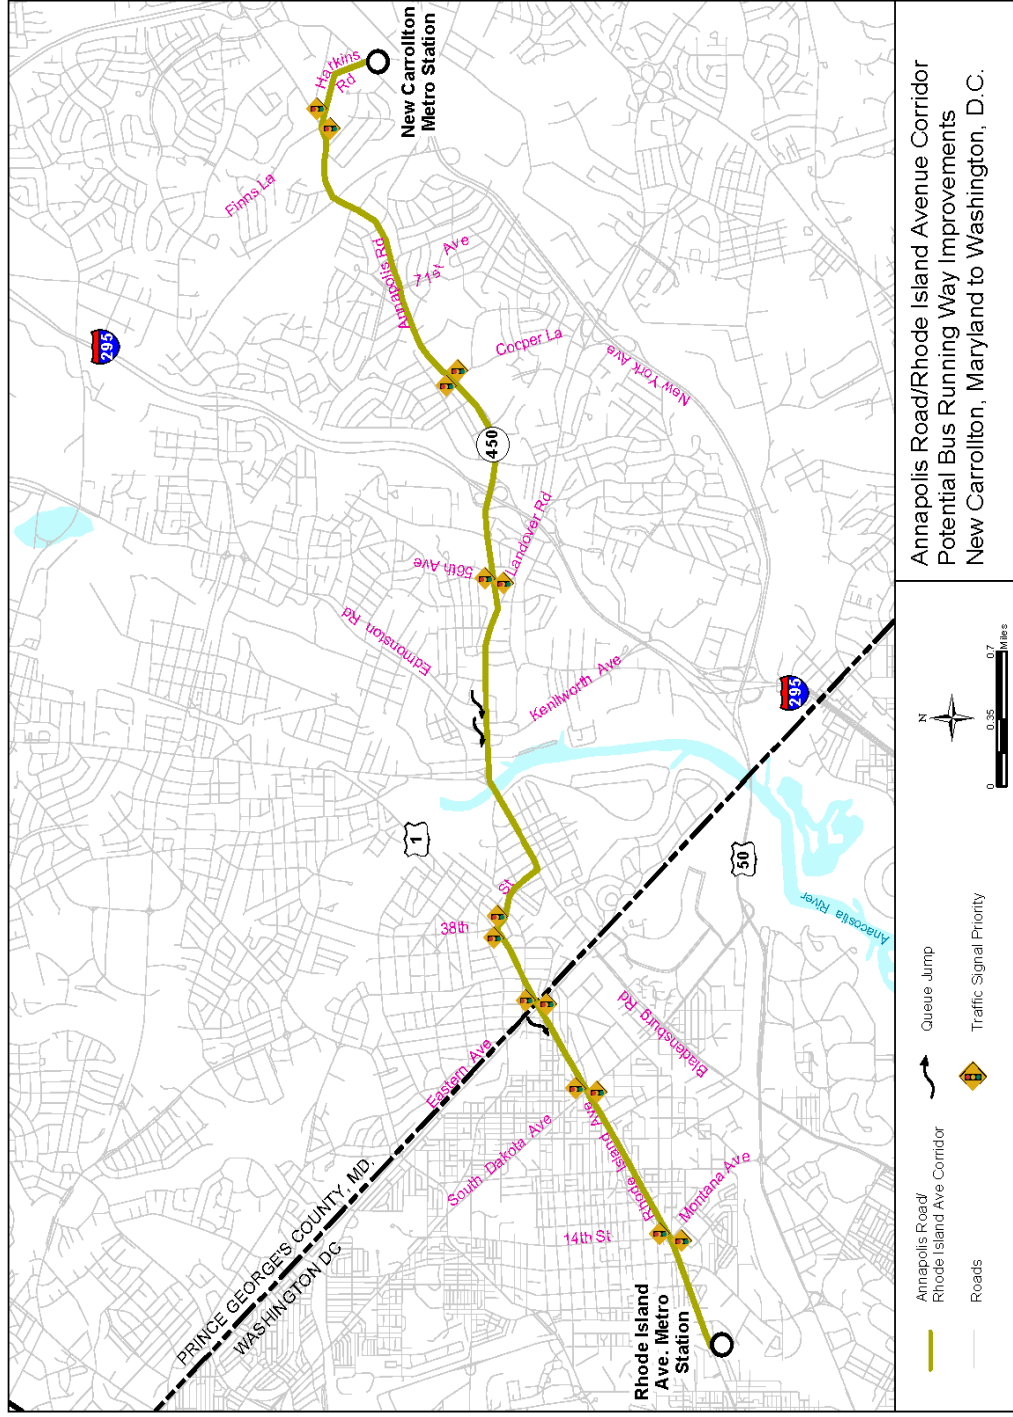 Annapolis Road/Rhode Island Avenue Corridor
Potential Bus Running Way Improvements
New Carrollton, Maryland to Washington, D.C.
New Carrollton
Metro Station
Harkins
Rd
Finns La
Annapolis Rd
71st Ave
295
Cooper La
New York Ave
450
56th Ave
Landover Rd
Edmonston Rd
Kenilworth Ave
295
1
50
Anacostia River
38th
St
Eastern Ave
Bladensburg Rd
PRINCE GEORGE'S COUNTY, MD.
WASHINGTON DC
South Dakota Ave
Rhode Island Ave
14th St
Montana Ave
Rhode Island
Ave. Metro
Station
Annapolis Road/
Rhode Island Ave Corridor
Roads
Queue Jump
Traffic Signal Priority
N
0 0.35 0.7
Miles